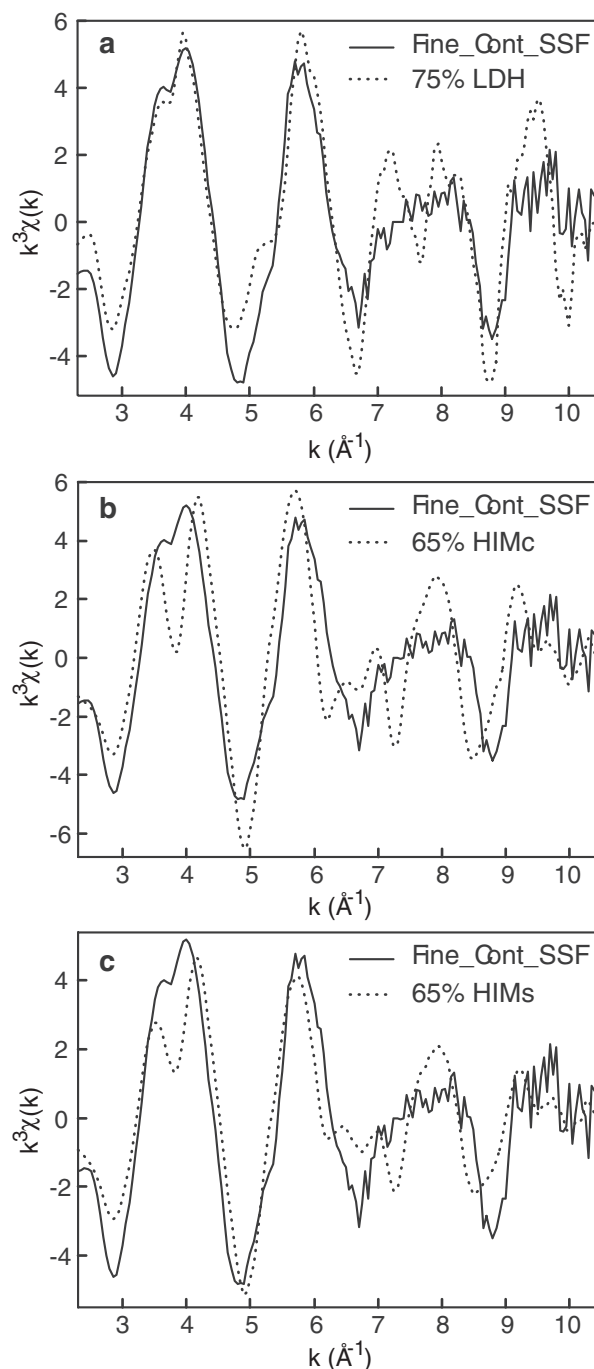 a
Fine_Cont_SSF
75% LDH
6
4
2
0
-2
-4
k³χ(k)
3 4 5 6 7 8 9 10
k (Å⁻¹)
b
Fine_Cont_SSF
65% HIMc
6
4
2
0
-2
-4
-6
k³χ(k)
3 4 5 6 7 8 9 10
k (Å⁻¹)
c
Fine_Cont_SSF
65% HIMs
4
2
0
-2
-4
k³χ(k)
3 4 5 6 7 8 9 10
k (Å⁻¹)